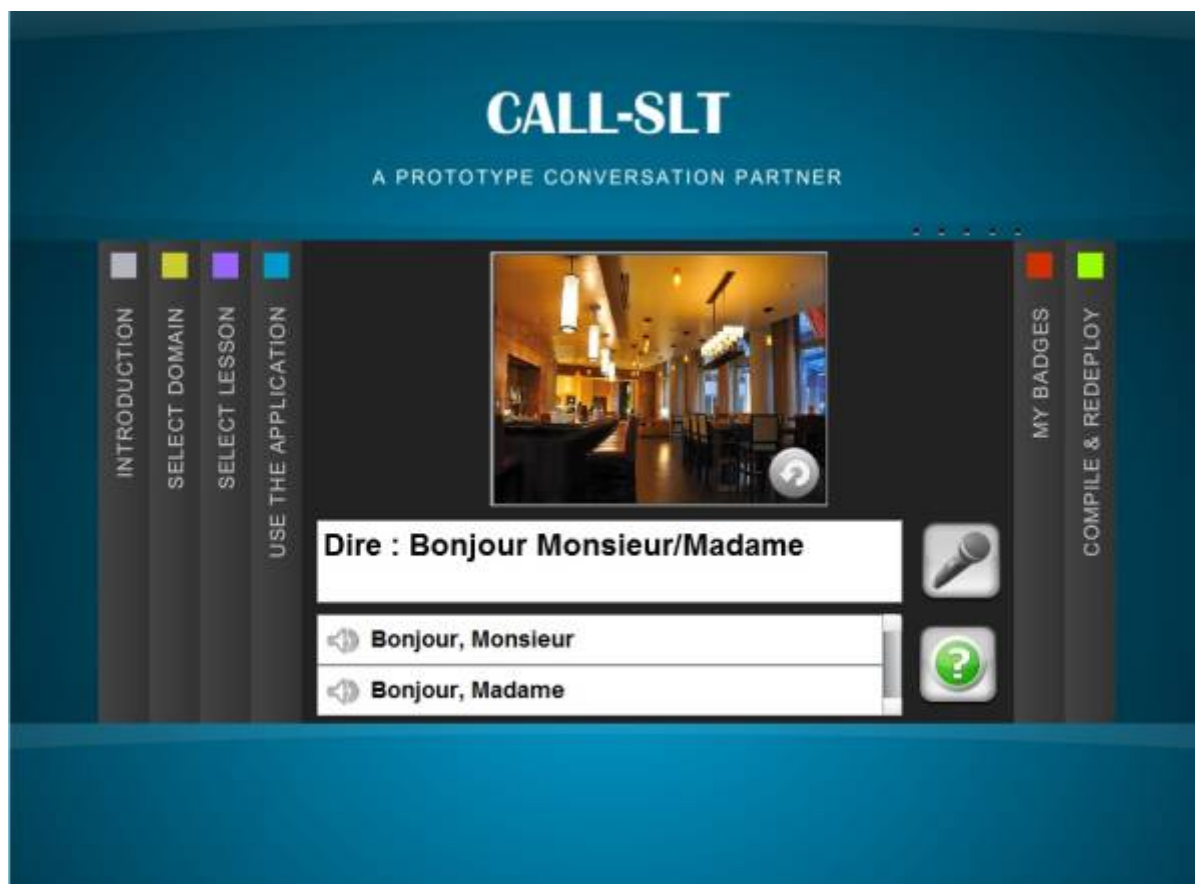 CALL-SLT
A PROTOTYPE CONVERSATION PARTNER
INTRODUCTION
SELECT DOMAIN
SELECT LESSON
USE THE APPLICATION
Dire : Bonjour Monsieur/Madame
Bonjour, Monsieur
Bonjour, Madame
?
MY BADGES
COMPILE & REDEPLOY